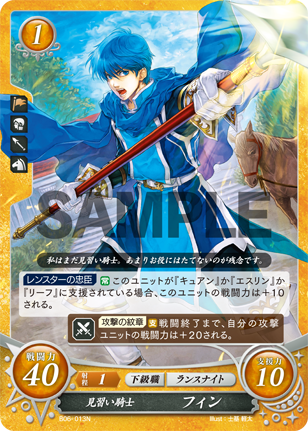 1
SAMPLE
私はまだ見習い騎士。あまりお役にはたてないのが残念です。
レンスターの忠臣 常 このユニットが『キュアン』か『エスリン』か
『リーフ』に支援されている場合、このユニットの戦闘力は+10
される。
攻撃の紋章 支 戦闘終了まで、自分の攻撃
ユニットの戦闘力は+20される。
戦闘力
40
射程 1 下級職 ランスナイト
支援力
10
見習い騎士 フィン
B06-013N